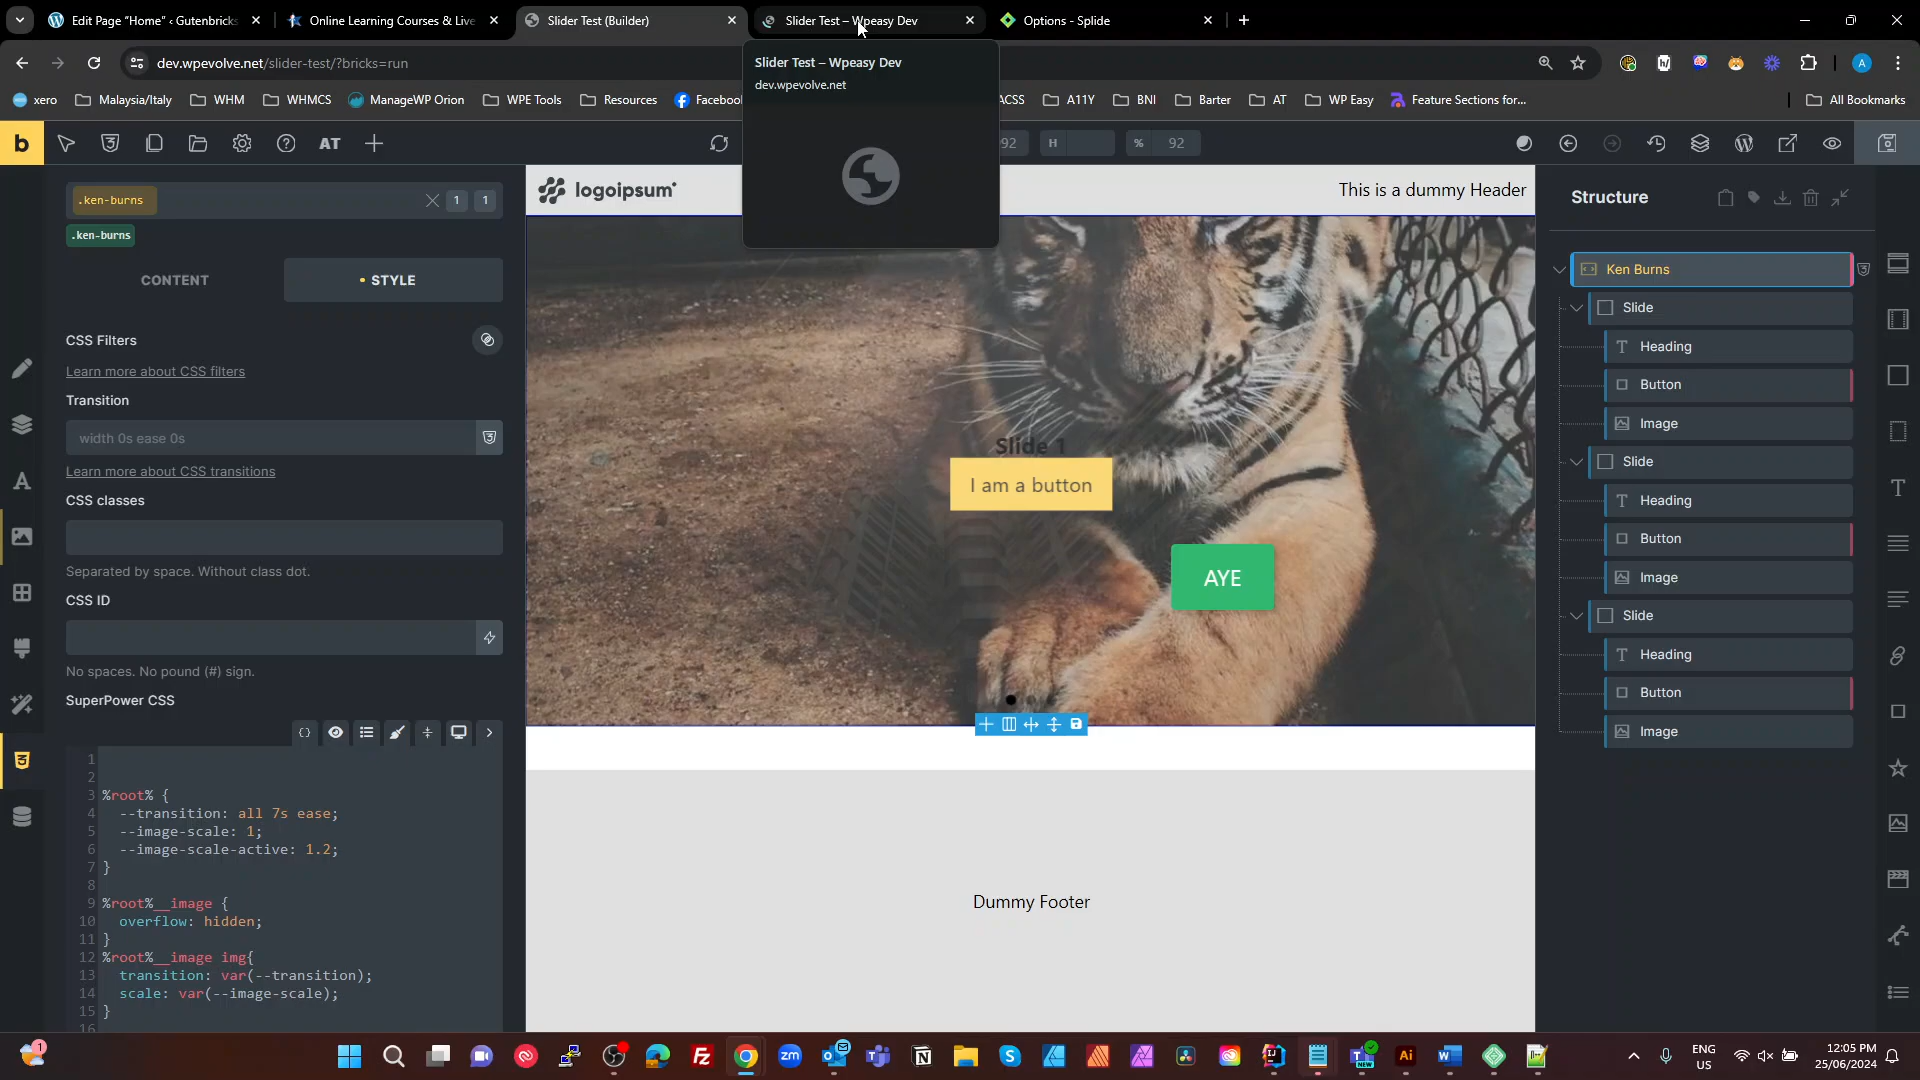 Edit Page "Home" ‹ Gutenbricks
Online Learning Courses & Live
Slider Test (Builder)
Slider Test – Wpeasy Dev
Options - Splide
dev.wpevolve.net/slider-test/?bricks=run
Slider Test – Wpeasy Dev
dev.wpevolve.net
xero
Malaysia/Italy
WHM
WHMCS
ManageWP Orion
WPE Tools
Resources
Faceboo
ACSS
A11Y
BNI
Barter
AT
WP Easy
Feature Sections for...
All Bookmarks
b
AT
92
H
%
92
.ken-burns
1
1
.ken-burns
CONTENT
STYLE
CSS Filters
Learn more about CSS filters
Transition
width 0s ease 0s
Learn more about CSS transitions
CSS classes
Separated by space. Without class dot.
CSS ID
No spaces. No pound (#) sign.
SuperPower CSS
1
2
3 %root% {
4 --transition: all 7s ease;
5 --image-scale: 1;
6 --image-scale-active: 1.2;
7 }
8
9 %root%__image {
10 overflow: hidden;
11 }
12 %root%__image img{
13 transition: var(--transition);
14 scale: var(--image-scale);
15 }
16
logoipsum
This is a dummy Header
Slide 1
I am a button
AYE
Dummy Footer
Structure
Ken Burns
Slide
Heading
Button
Image
Slide
Heading
Button
Image
Slide
Heading
Button
Image
1
ENG
US
12:05 PM
25/06/2024